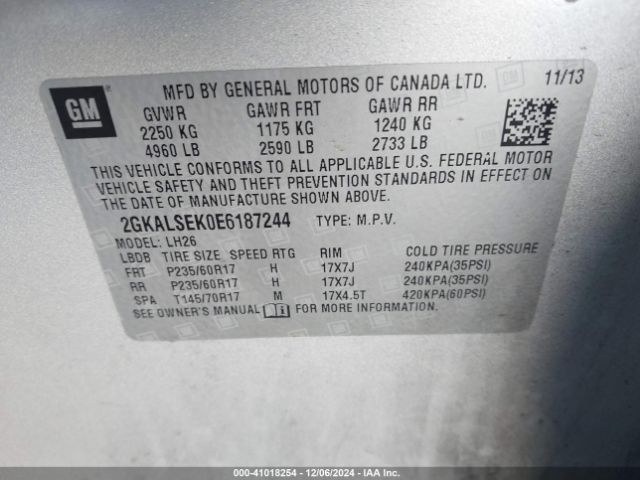 GM
MFD BY GENERAL MOTORS OF CANADA LTD. 11/13
GVWR GAWR FRT GAWR RR
2250 KG 1175 KG 1240 KG
4960 LB 2590 LB 2733 LB
THIS VEHICLE CONFORMS TO ALL APPLICABLE U.S. FEDERAL MOTOR
VEHICLE SAFETY AND THEFT PREVENTION STANDARDS IN EFFECT ON
THE DATE OF MANUFACTURE SHOWN ABOVE.
2GKALSEK0E6187244 TYPE: M.P.V.
MODEL: LH26
LBDB TIRE SIZE SPEED RTG RIM COLD TIRE PRESSURE
FRT P235/60R17 H 17X7J 240KPA(35PSI)
RR P235/60R17 H 17X7J 240KPA(35PSI)
SPA T145/70R17 M 17X4.5T 420KPA(60PSI)
SEE OWNER'S MANUAL FOR MORE INFORMATION.
000-41018254 - 12/06/2024 - IAA Inc.